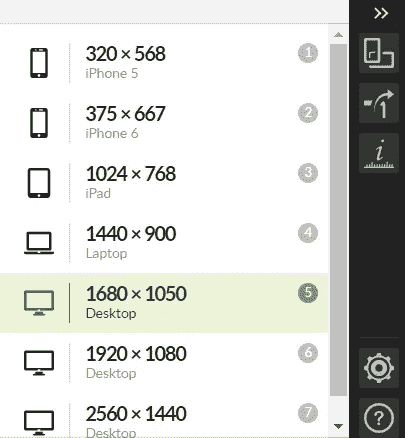 320 × 568
iPhone 5
1
375 × 667
iPhone 6
2
1024 × 768
iPad
3
1440 × 900
Laptop
4
1680 × 1050
Desktop
5
1920 × 1080
Desktop
6
2560 × 1440
Desktop
7
1
i
?